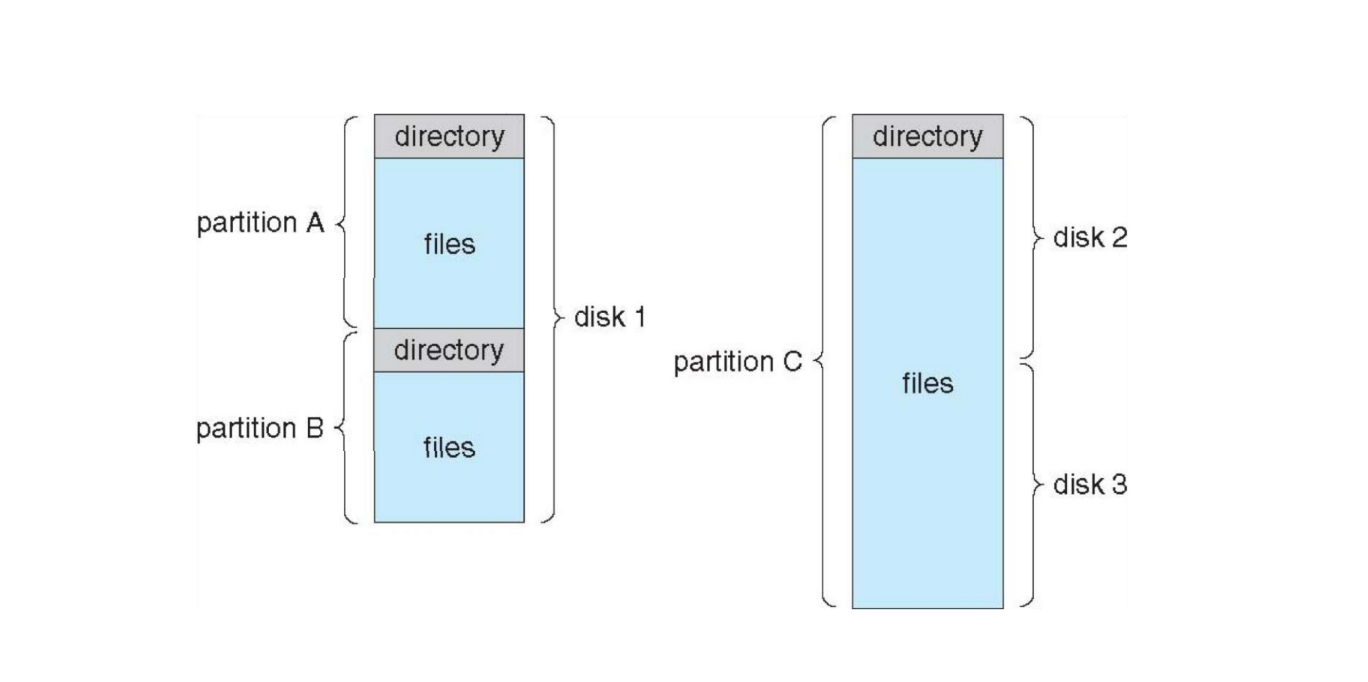 directory
partition A
files
disk 1
directory
partition B
files
directory
disk 2
partition C
files
disk 3